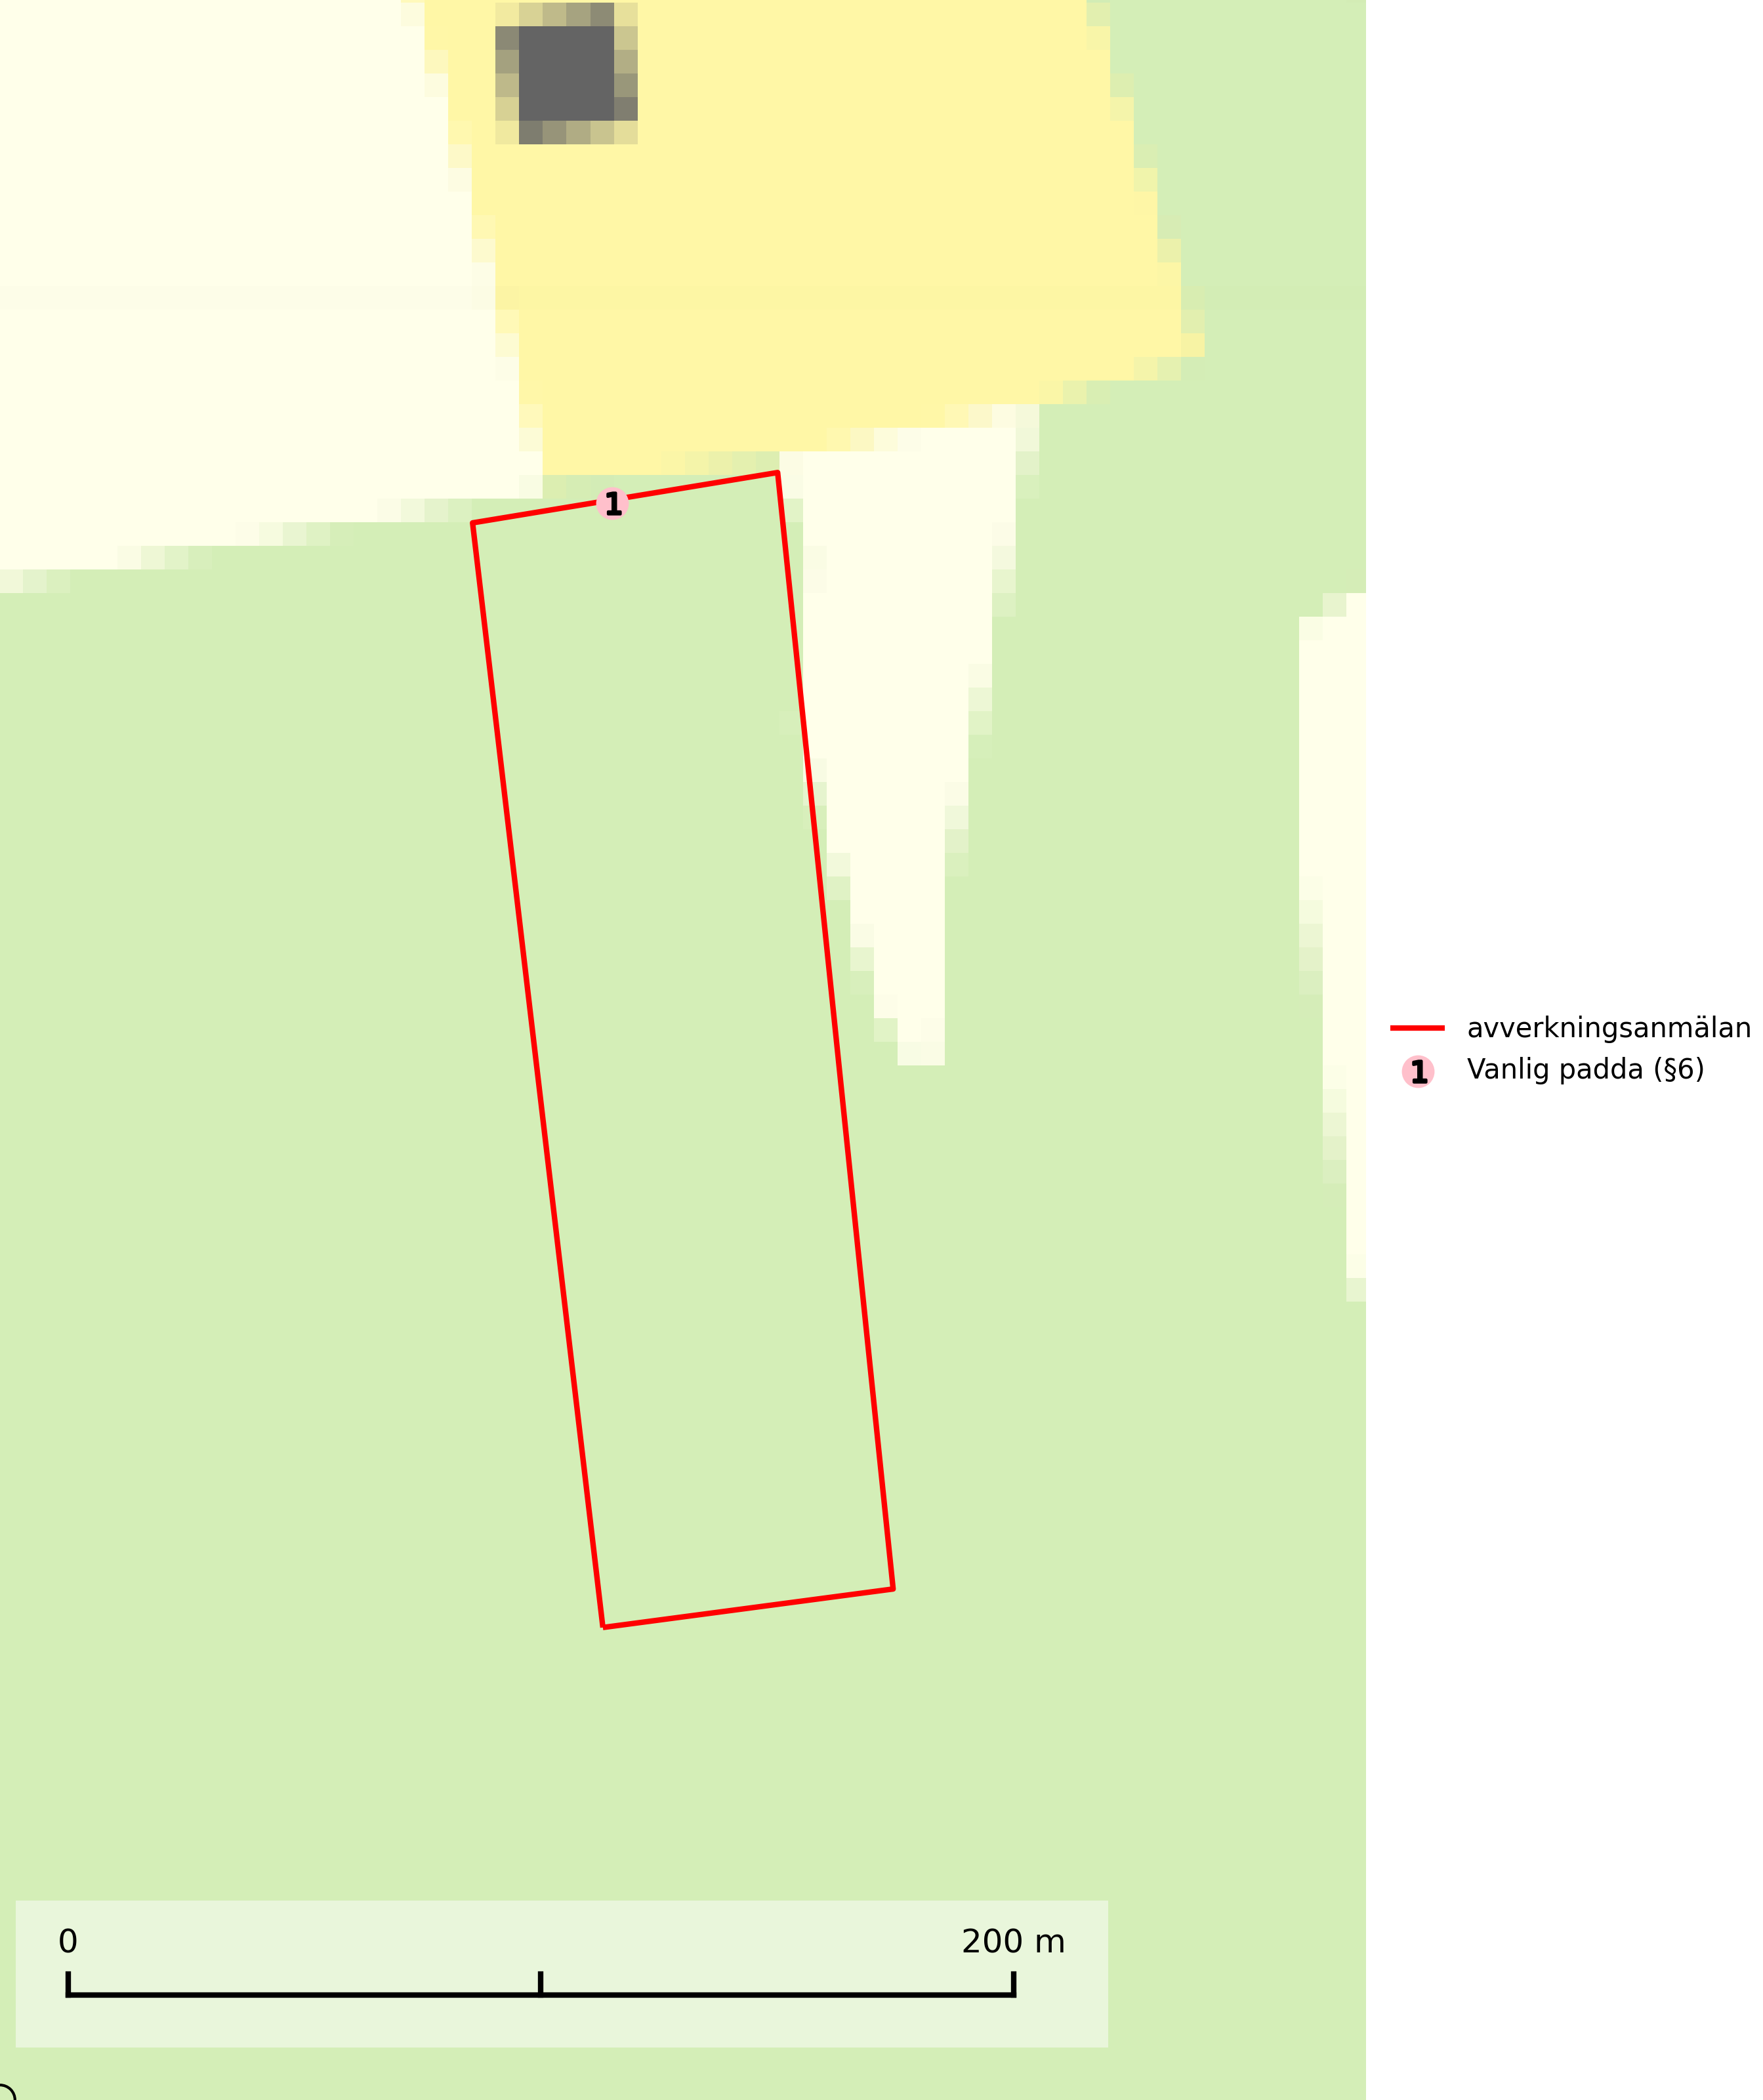 1
avverkningsanmälan
1 Vanlig padda (§6)
0 200 m